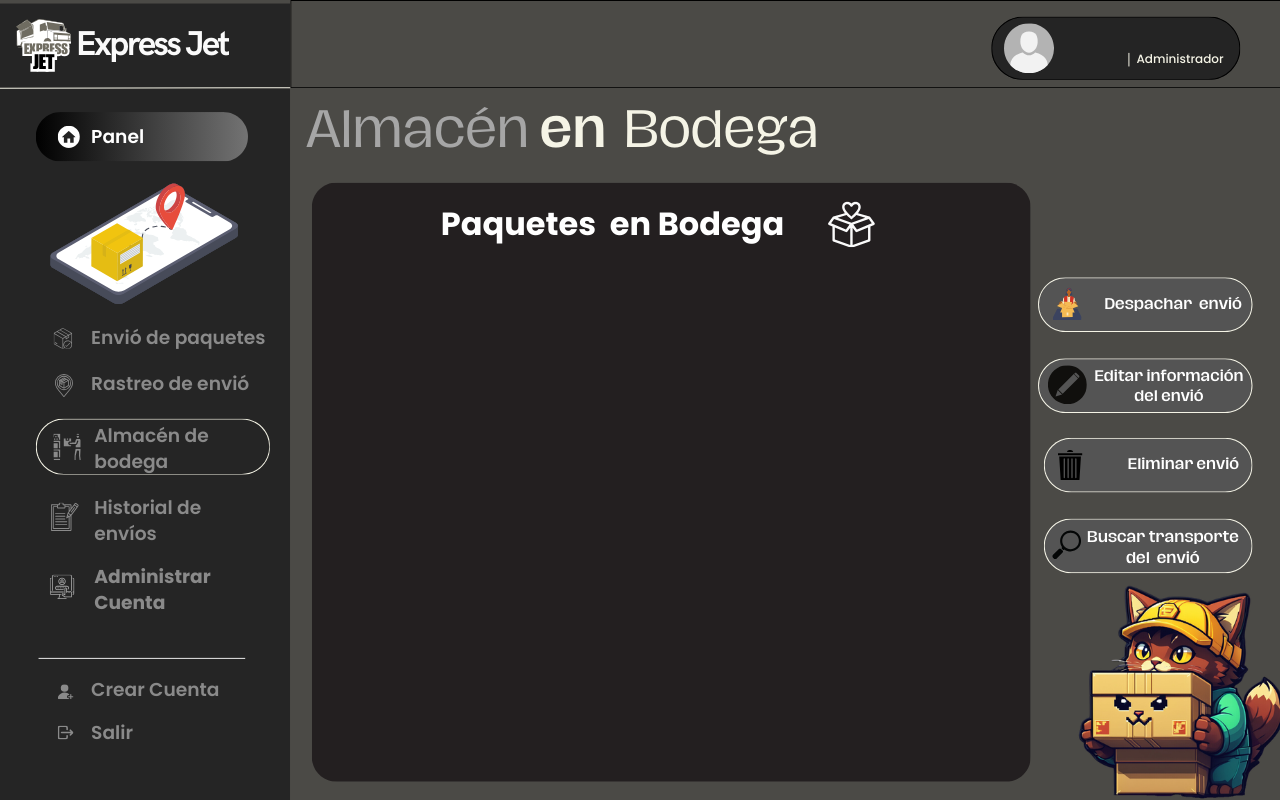 EXPRESS
JET
Express Jet
| Administrador
Panel
Envió de paquetes
Rastreo de envió
Almacén de
bodega
Historial de
envíos
Administrar
Cuenta
Crear Cuenta
Salir
Almacén en Bodega
Paquetes en Bodega
Despachar envió
Editar información
del envió
Eliminar envió
Buscar transporte
del envió